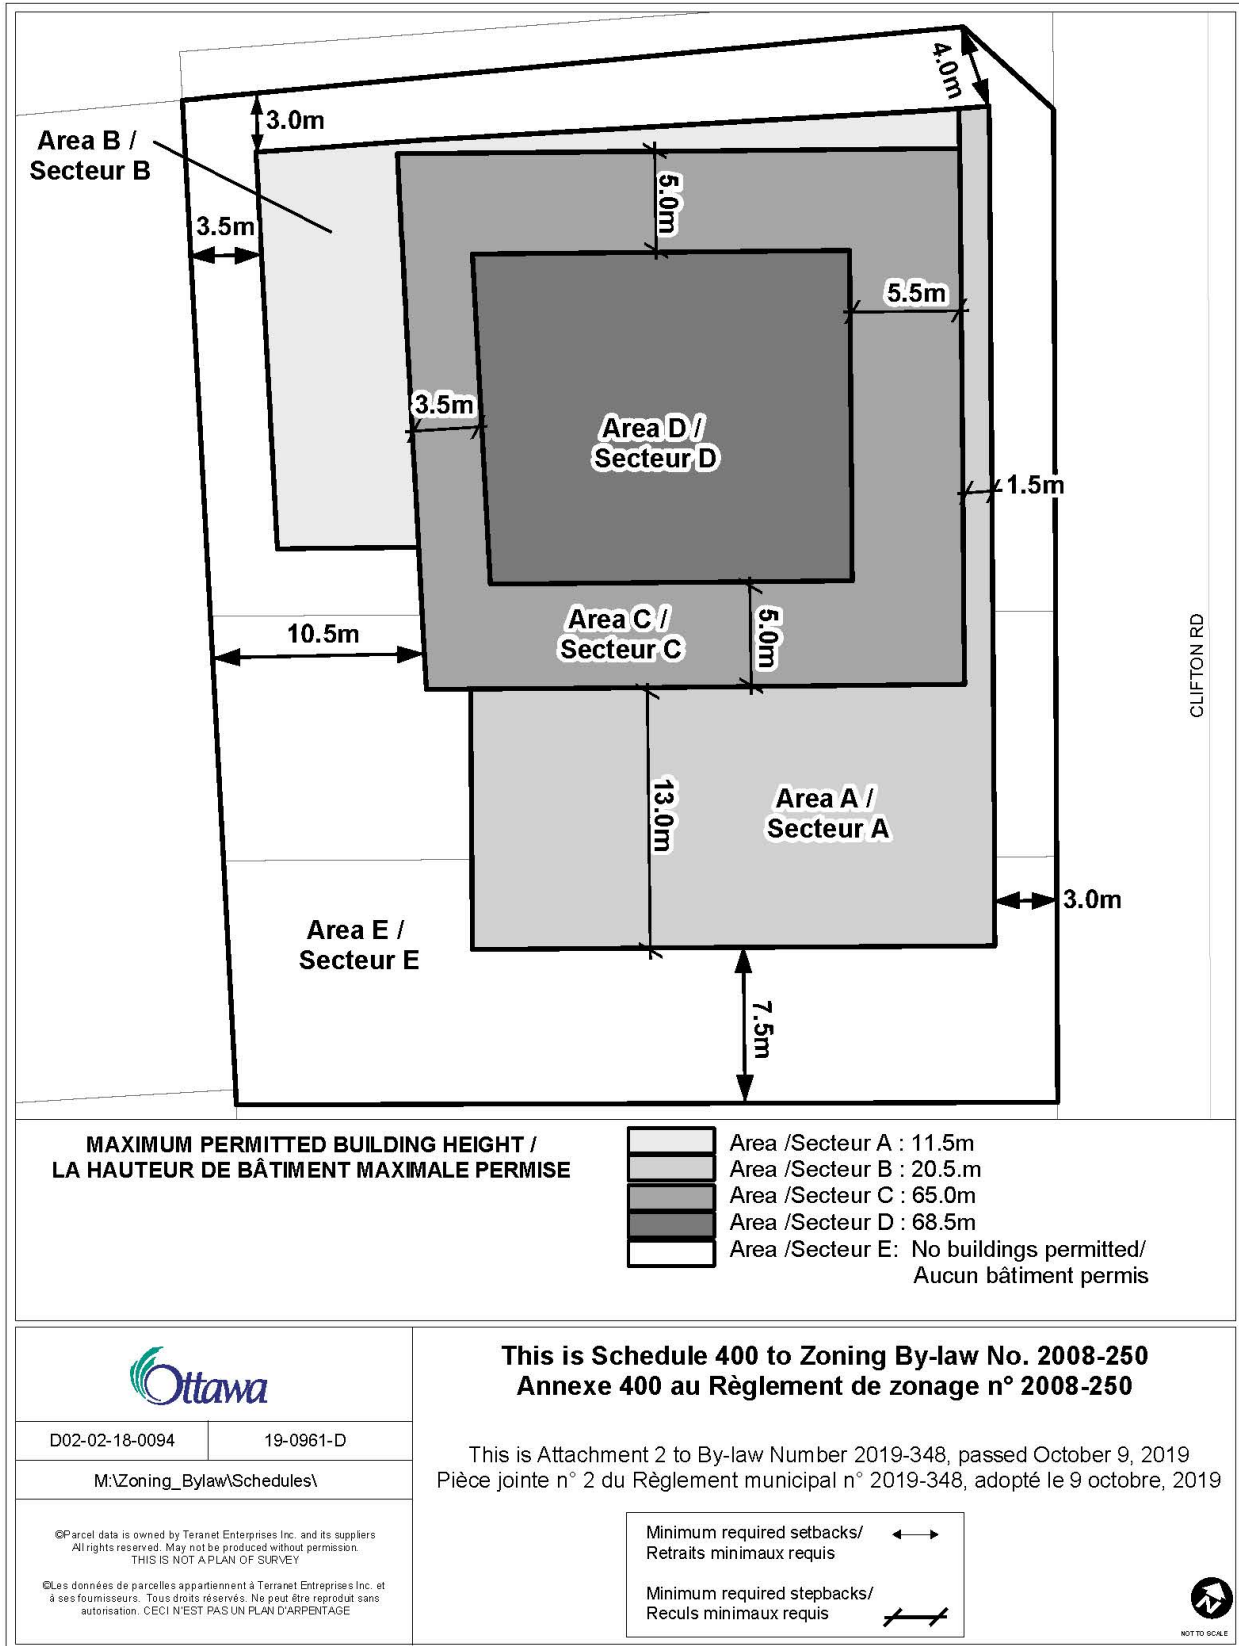 4.0m
3.0m
Area B /
Secteur B
3.5m
5.0m
5.5m
3.5m
Area D /
Secteur D
1.5m
Area C /
Secteur C
5.0m
10.5m
CLIFTON RD
13.0m
Area A /
Secteur A
3.0m
Area E /
Secteur E
7.5m
MAXIMUM PERMITTED BUILDING HEIGHT /
LA HAUTEUR DE BÂTIMENT MAXIMALE PERMISE
Area /Secteur A : 11.5m
Area /Secteur B : 20.5.m
Area /Secteur C : 65.0m
Area /Secteur D : 68.5m
Area /Secteur E: No buildings permitted/
Aucun bâtiment permis
Ottawa
D02-02-18-0094 19-0961-D
M:\Zoning_Bylaw\Schedules\
©Parcel data is owned by Teranet Enterprises Inc. and its suppliers
All rights reserved. May not be produced without permission.
THIS IS NOT A PLAN OF SURVEY
©Les données de parcelles appartiennent à Terranet Entreprises Inc. et
à ses fournisseurs. Tous droits réservés. Ne peut être reproduit sans
autorisation. CECI N'EST PAS UN PLAN D'ARPENTAGE
This is Schedule 400 to Zoning By-law No. 2008-250
Annexe 400 au Règlement de zonage n° 2008-250
This is Attachment 2 to By-law Number 2019-348, passed October 9, 2019
Pièce jointe n° 2 du Règlement municipal n° 2019-348, adopté le 9 octobre, 2019
Minimum required setbacks/
Retraits minimaux requis
Minimum required stepbacks/
Reculs minimaux requis
NOT TO SCALE